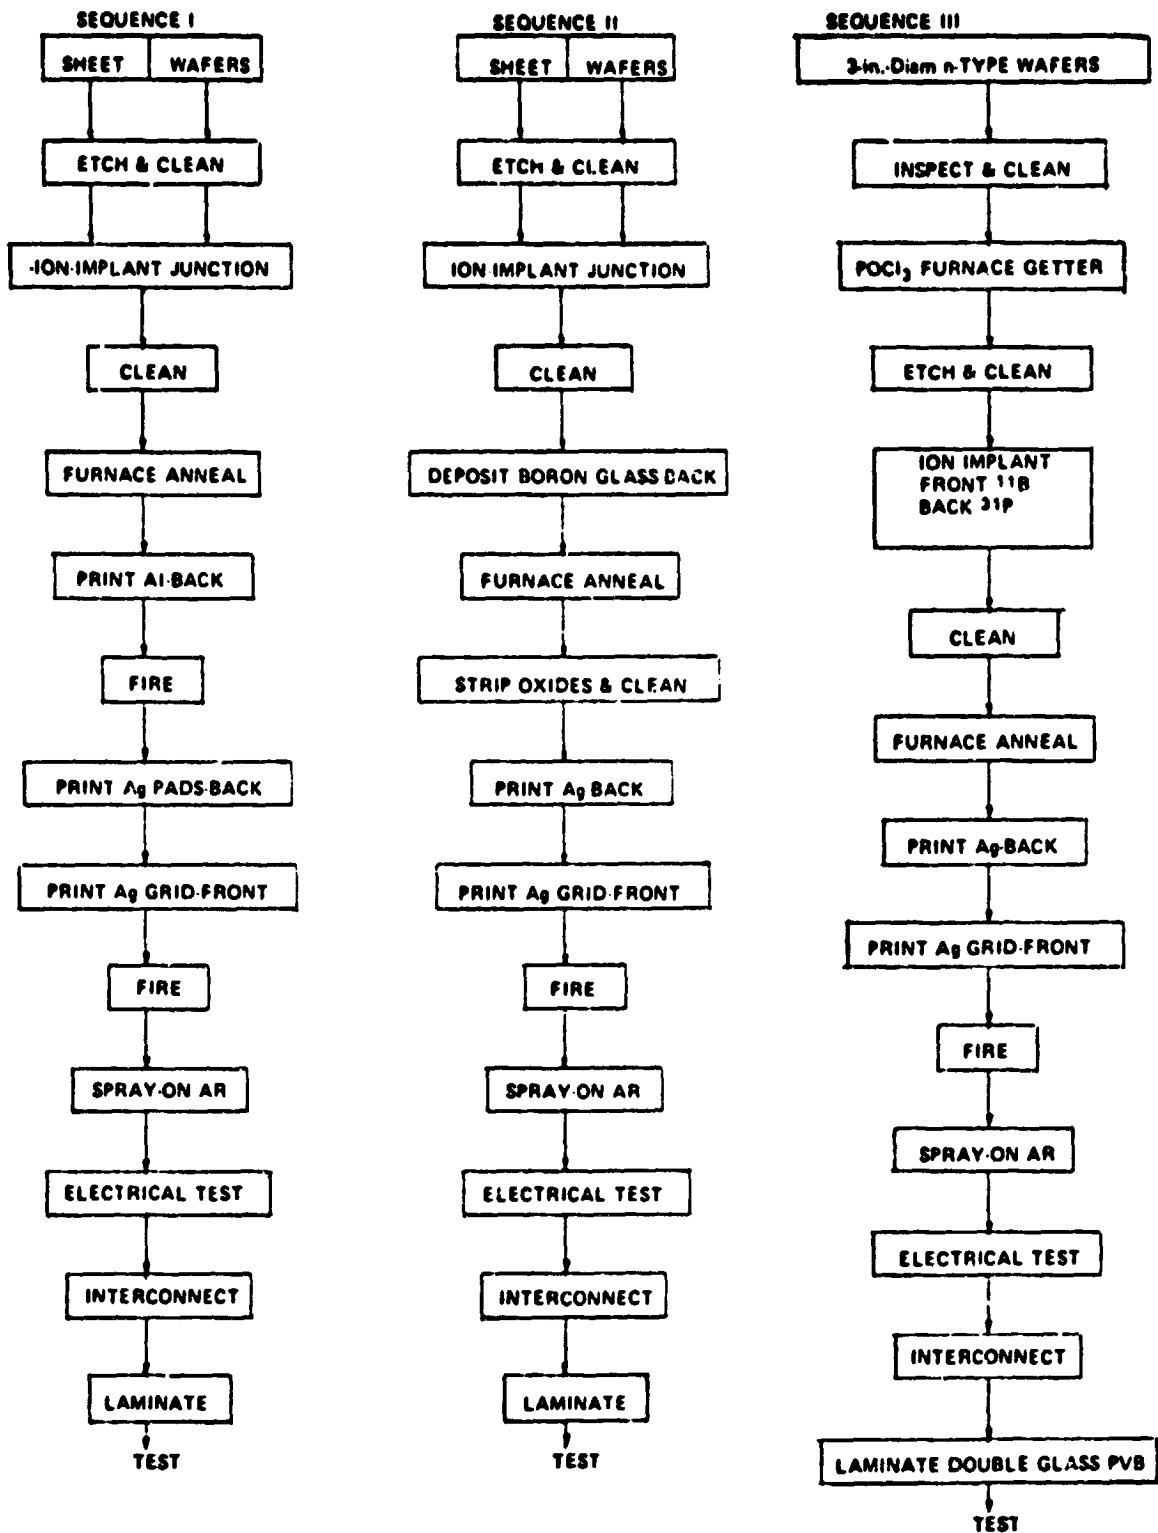 SEQUENCE I
SHEET WAFERS
ETCH & CLEAN
-ION-IMPLANT JUNCTION
CLEAN
FURNACE ANNEAL
PRINT Al-BACK
FIRE
PRINT Ag PADS-BACK
PRINT Ag GRID-FRONT
FIRE
SPRAY-ON AR
ELECTRICAL TEST
INTERCONNECT
LAMINATE
TEST
SEQUENCE II
SHEET WAFERS
ETCH & CLEAN
ION-IMPLANT JUNCTION
CLEAN
DEPOSIT BORON GLASS BACK
FURNACE ANNEAL
STRIP OXIDES & CLEAN
PRINT Ag BACK
PRINT Ag GRID-FRONT
FIRE
SPRAY-ON AR
ELECTRICAL TEST
INTERCONNECT
LAMINATE
TEST
SEQUENCE III
3-in.-Diam n-TYPE WAFERS
INSPECT & CLEAN
POCl₃ FURNACE GETTER
ETCH & CLEAN
ION IMPLANT
FRONT ¹¹B
BACK ³¹P
CLEAN
FURNACE ANNEAL
PRINT Ag-BACK
PRINT Ag GRID-FRONT
FIRE
SPRAY-ON AR
ELECTRICAL TEST
INTERCONNECT
LAMINATE DOUBLE GLASS PVB
TEST